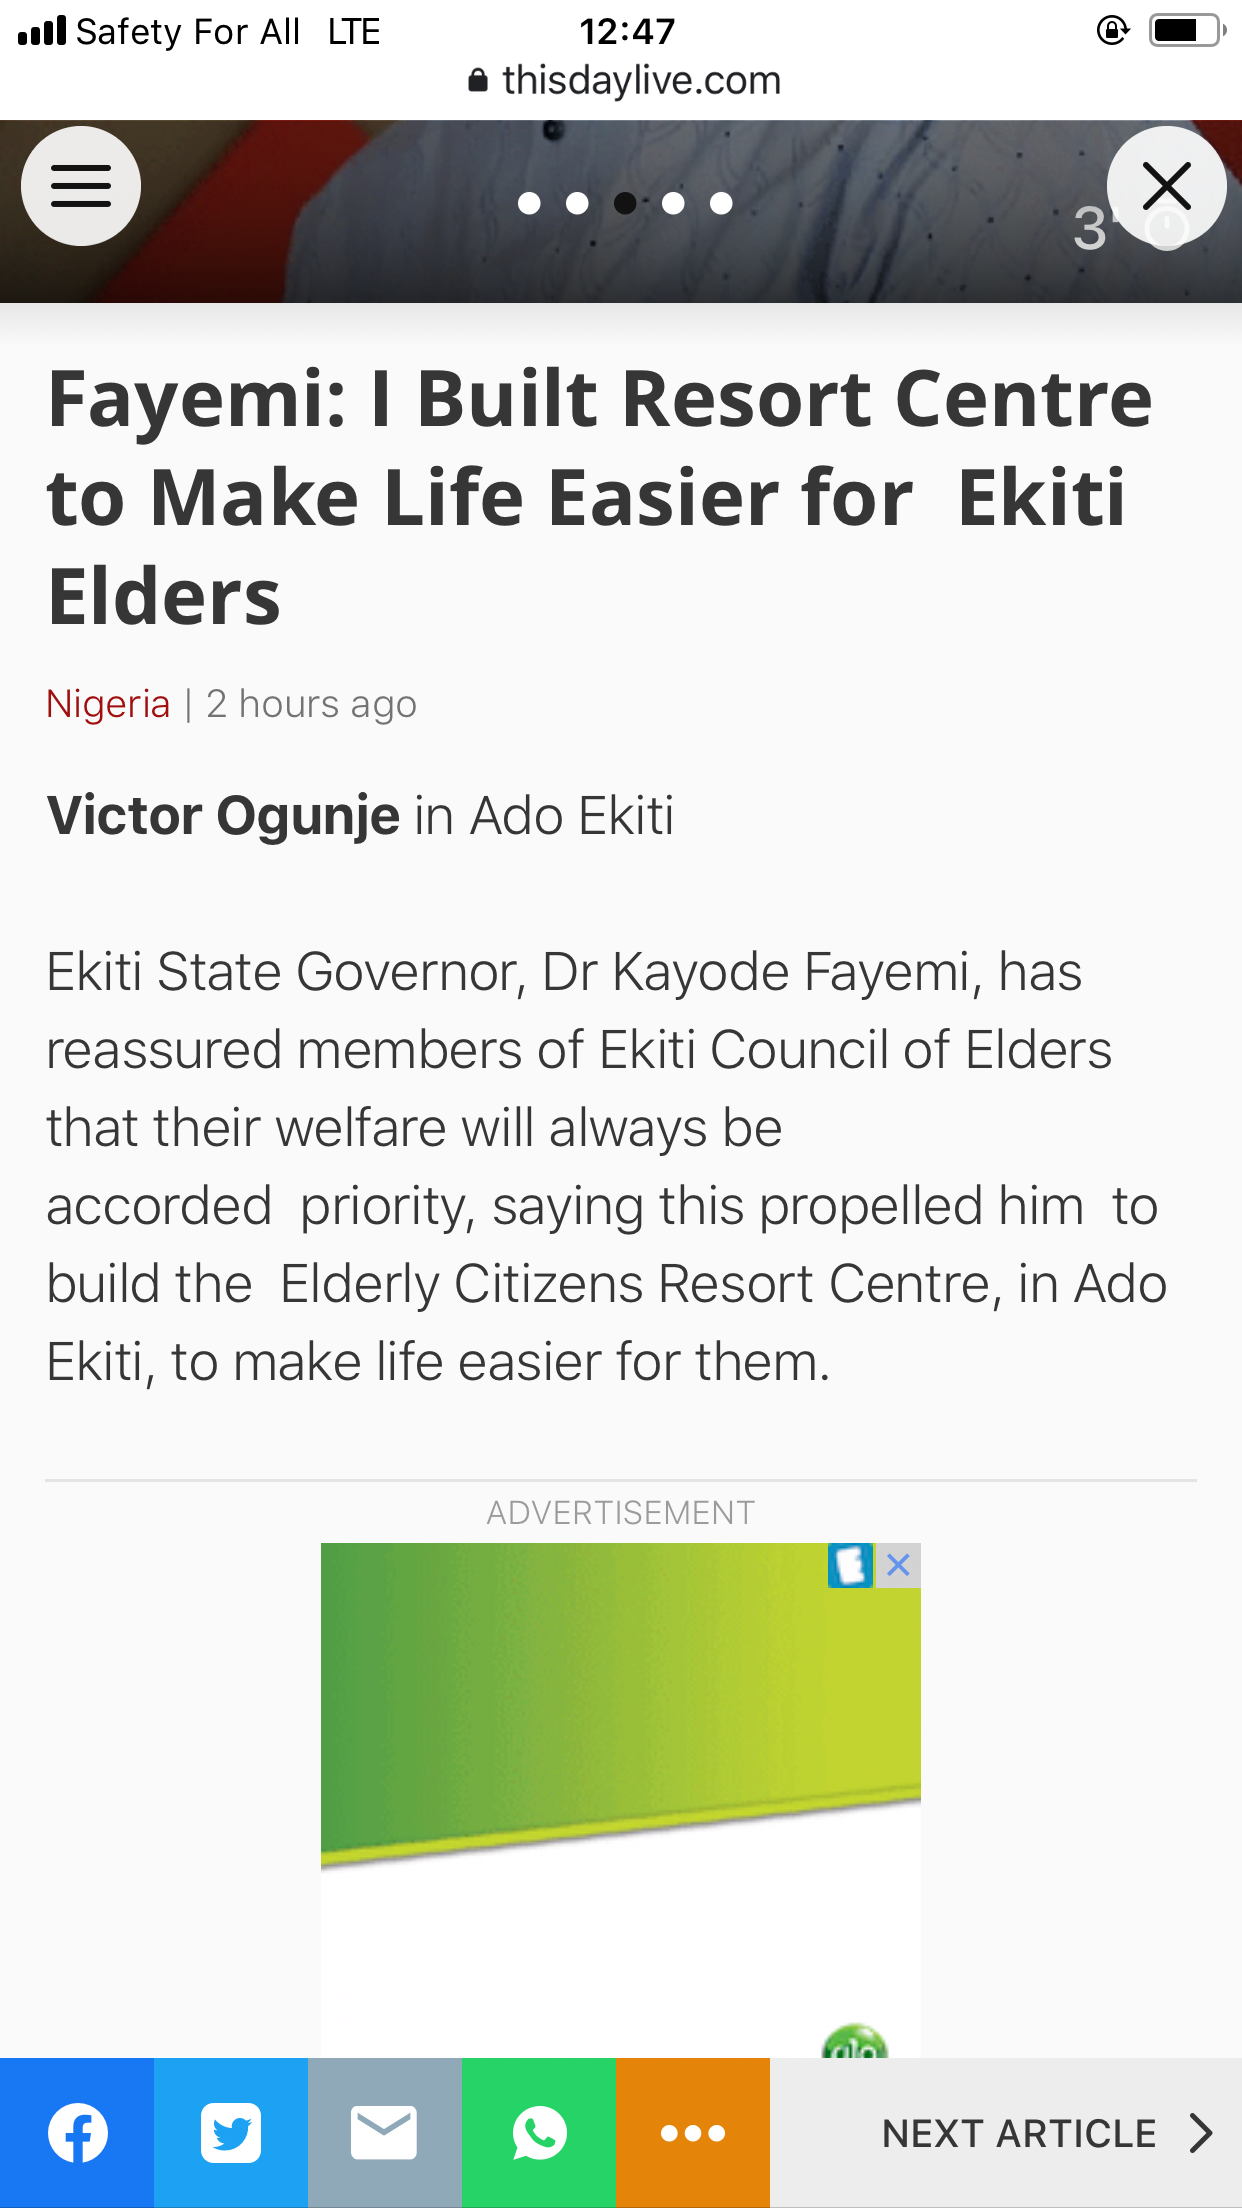 Safety For All LTE 12:47
thisdaylive.com
3'
Fayemi: I Built Resort Centre
to Make Life Easier for Ekiti
Elders
Nigeria | 2 hours ago
Victor Ogunje in Ado Ekiti
Ekiti State Governor, Dr Kayode Fayemi, has
reassured members of Ekiti Council of Elders
that their welfare will always be
accorded priority, saying this propelled him to
build the Elderly Citizens Resort Centre, in Ado
Ekiti, to make life easier for them.
ADVERTISEMENT
glo
NEXT ARTICLE